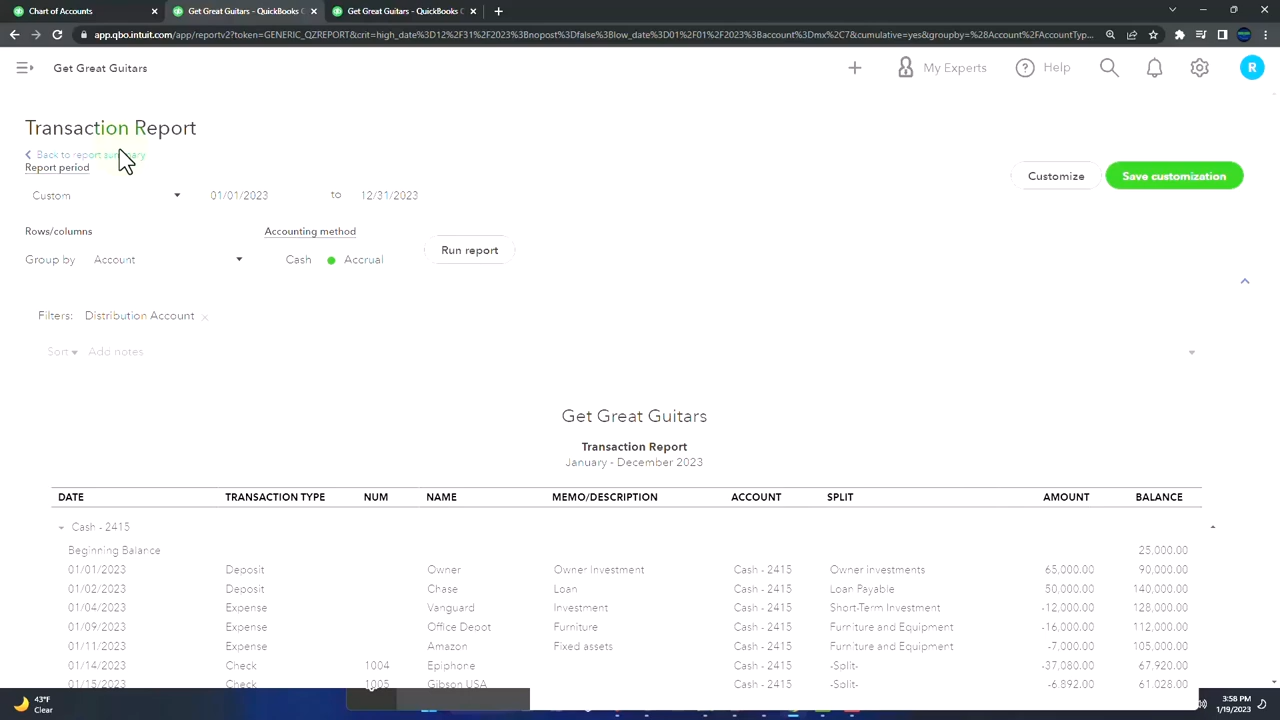 Chart of Accounts
Get Great Guitars - QuickBooks C
Get Great Guitars - QuickBooks C
app.qbo.intuit.com/app/reportv2?token=GENERIC_QZREPORT&crit=high_date%3D12%2F31%2F2023%3Bnopost%3Dfalse%3Blow_date%3D01%2F01%2F2023%3Baccount%3Dmx%2C7%3Bcumulative=yes&groupby=%28Account%2CAccountTyp...
Get Great Guitars
My Experts
Help
R
Transaction Report
Back to report summary
Report period
Custom 01/01/2023 to 12/31/2023
Customize
Save customization
Rows/columns
Accounting method
Group by Account
Cash Accrual
Run report
Filters: Distribution Account
Sort Add notes
Get Great Guitars
Transaction Report
January - December 2023
DATE TRANSACTION TYPE NUM NAME MEMO/DESCRIPTION ACCOUNT SPLIT AMOUNT BALANCE
Cash - 2415
Beginning Balance 25,000.00
01/01/2023 Deposit Owner Owner Investment Cash - 2415 Owner investments 65,000.00 90,000.00
01/02/2023 Deposit Chase Loan Cash - 2415 Loan Payable 50,000.00 140,000.00
01/04/2023 Expense Vanguard Investment Cash - 2415 Short-Term Investment -12,000.00 128,000.00
01/09/2023 Expense Office Depot Furniture Cash - 2415 Furniture and Equipment -16,000.00 112,000.00
01/11/2023 Expense Amazon Fixed assets Cash - 2415 Furniture and Equipment -7,000.00 105,000.00
01/14/2023 Check 1004 Epiphone Cash - 2415 -Split- -37,080.00 67,920.00
01/15/2023 Check 1005 Gibson USA Cash - 2415 -Split- -6,892.00 61,028.00
43°F
Clear
3:58 PM
1/19/2023